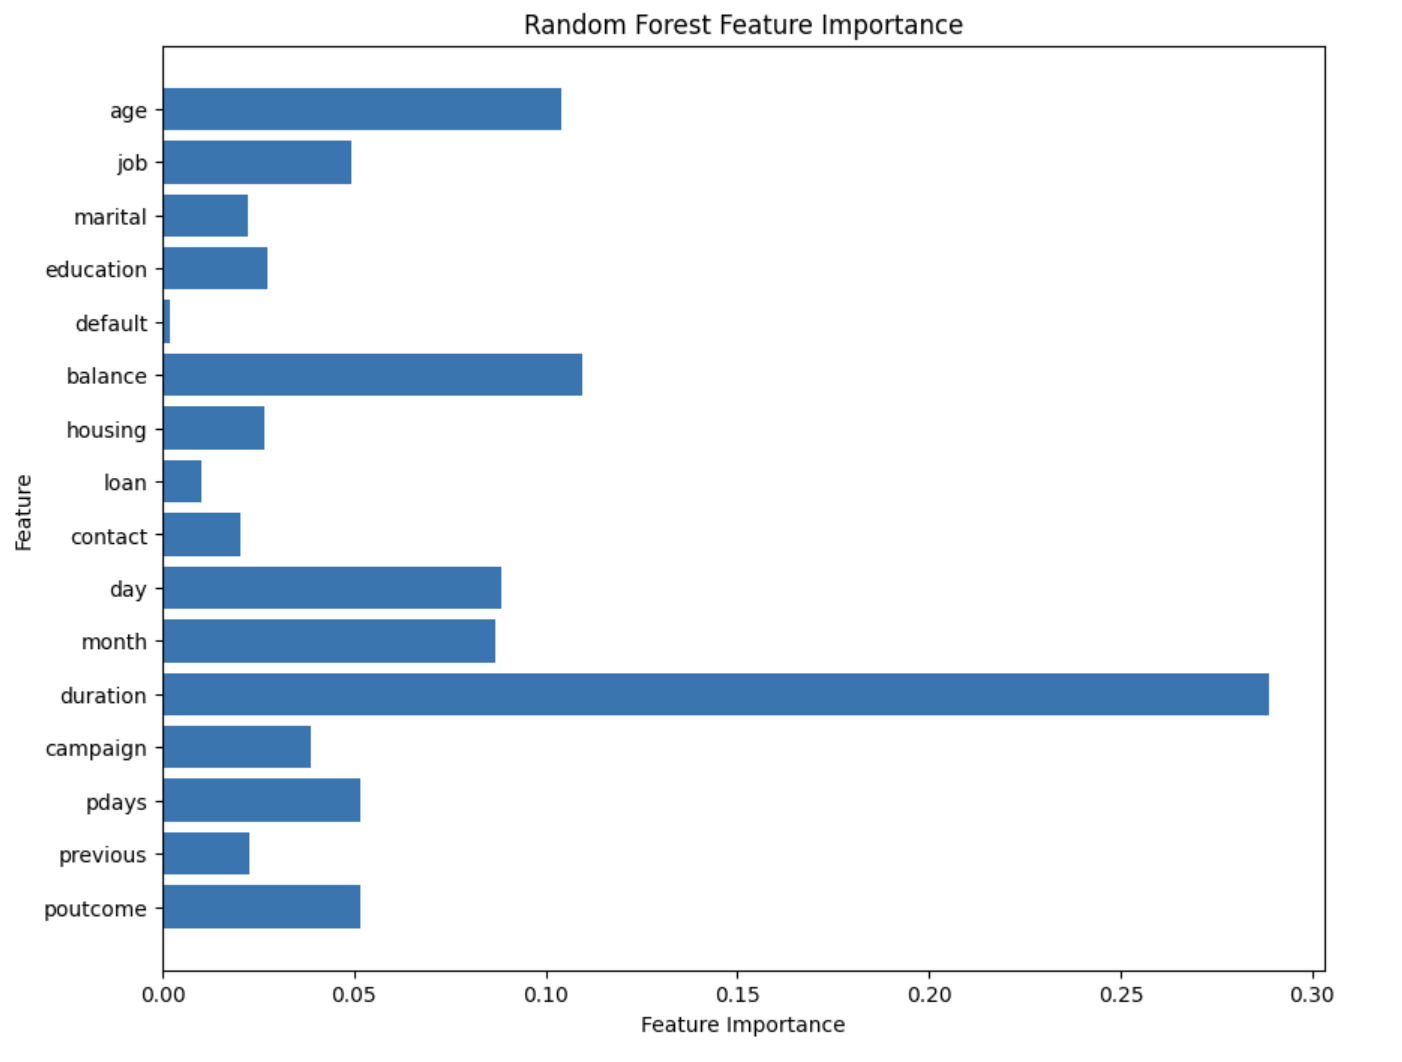 Random Forest Feature Importance
age
job
marital
education
default
balance
housing
loan
contact
day
month
duration
campaign
pdays
previous
poutcome
Feature
0.00 0.05 0.10 0.15 0.20 0.25 0.30
Feature Importance